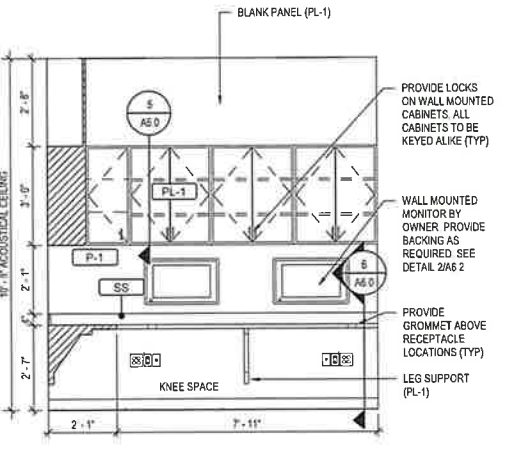 BLANK PANEL (PL-1)
PROVIDE LOCKS
ON WALL MOUNTED
CABINETS. ALL
CABINETS TO BE
KEYED ALIKE (TYP)
5
A6.0
2' - 6"
3' - 0"
PL-1
10' - 1" ACOUSTICAL CEILING
WALL MOUNTED
MONITOR BY
OWNER PROVIDE
BACKING AS
REQUIRED SEE
DETAIL 2/A6 2
P-1
6
A6.0
2' - 1"
SS
PROVIDE
GROMMET ABOVE
RECEPTACLE
LOCATIONS (TYP)
2' - 7"
KNEE SPACE
LEG SUPPORT
(PL-1)
2' - 1"
7' - 11"